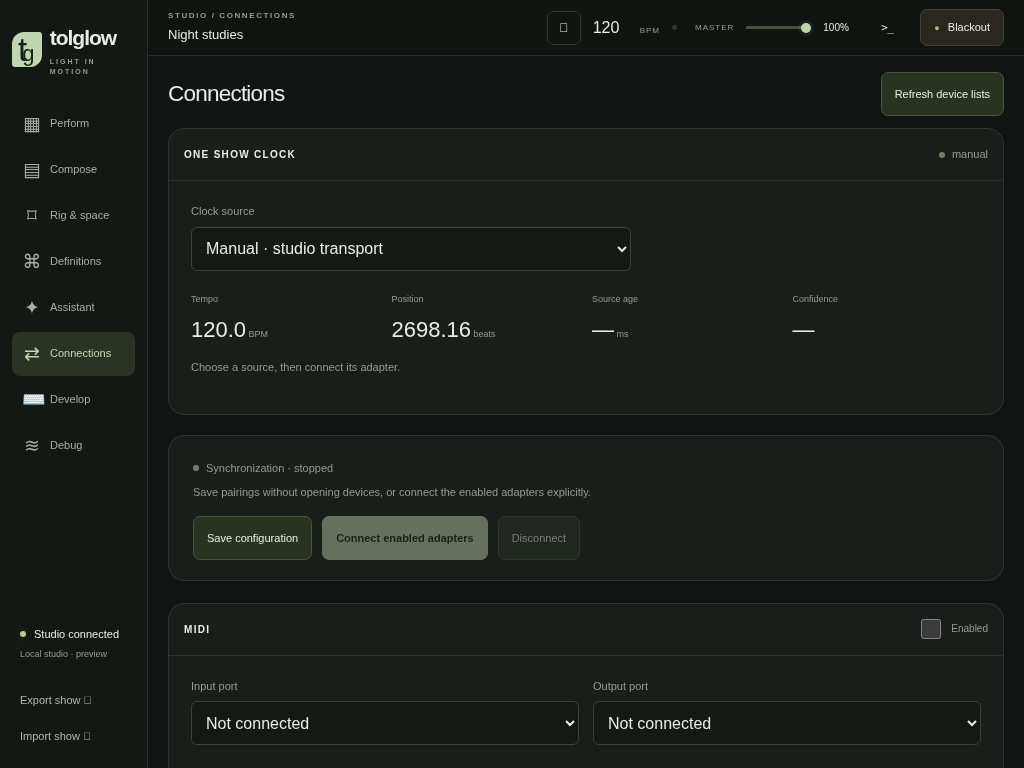 tg tolglow
LIGHT IN
MOTION
Perform
Compose
Rig & space
Definitions
Assistant
Connections
Develop
Debug
Studio connected
Local studio · preview
Export show
Import show
STUDIO / CONNECTIONS
Night studies
120 BPM
MASTER 100%
>_
Blackout
Connections
Refresh device lists
ONE SHOW CLOCK
manual
Clock source
Manual · studio transport
Tempo Position Source age Confidence
120.0 BPM 2698.16 beats — ms —
Choose a source, then connect its adapter.
Synchronization · stopped
Save pairings without opening devices, or connect the enabled adapters explicitly.
Save configuration Connect enabled adapters Disconnect
MIDI
Enabled
Input port Output port
Not connected Not connected